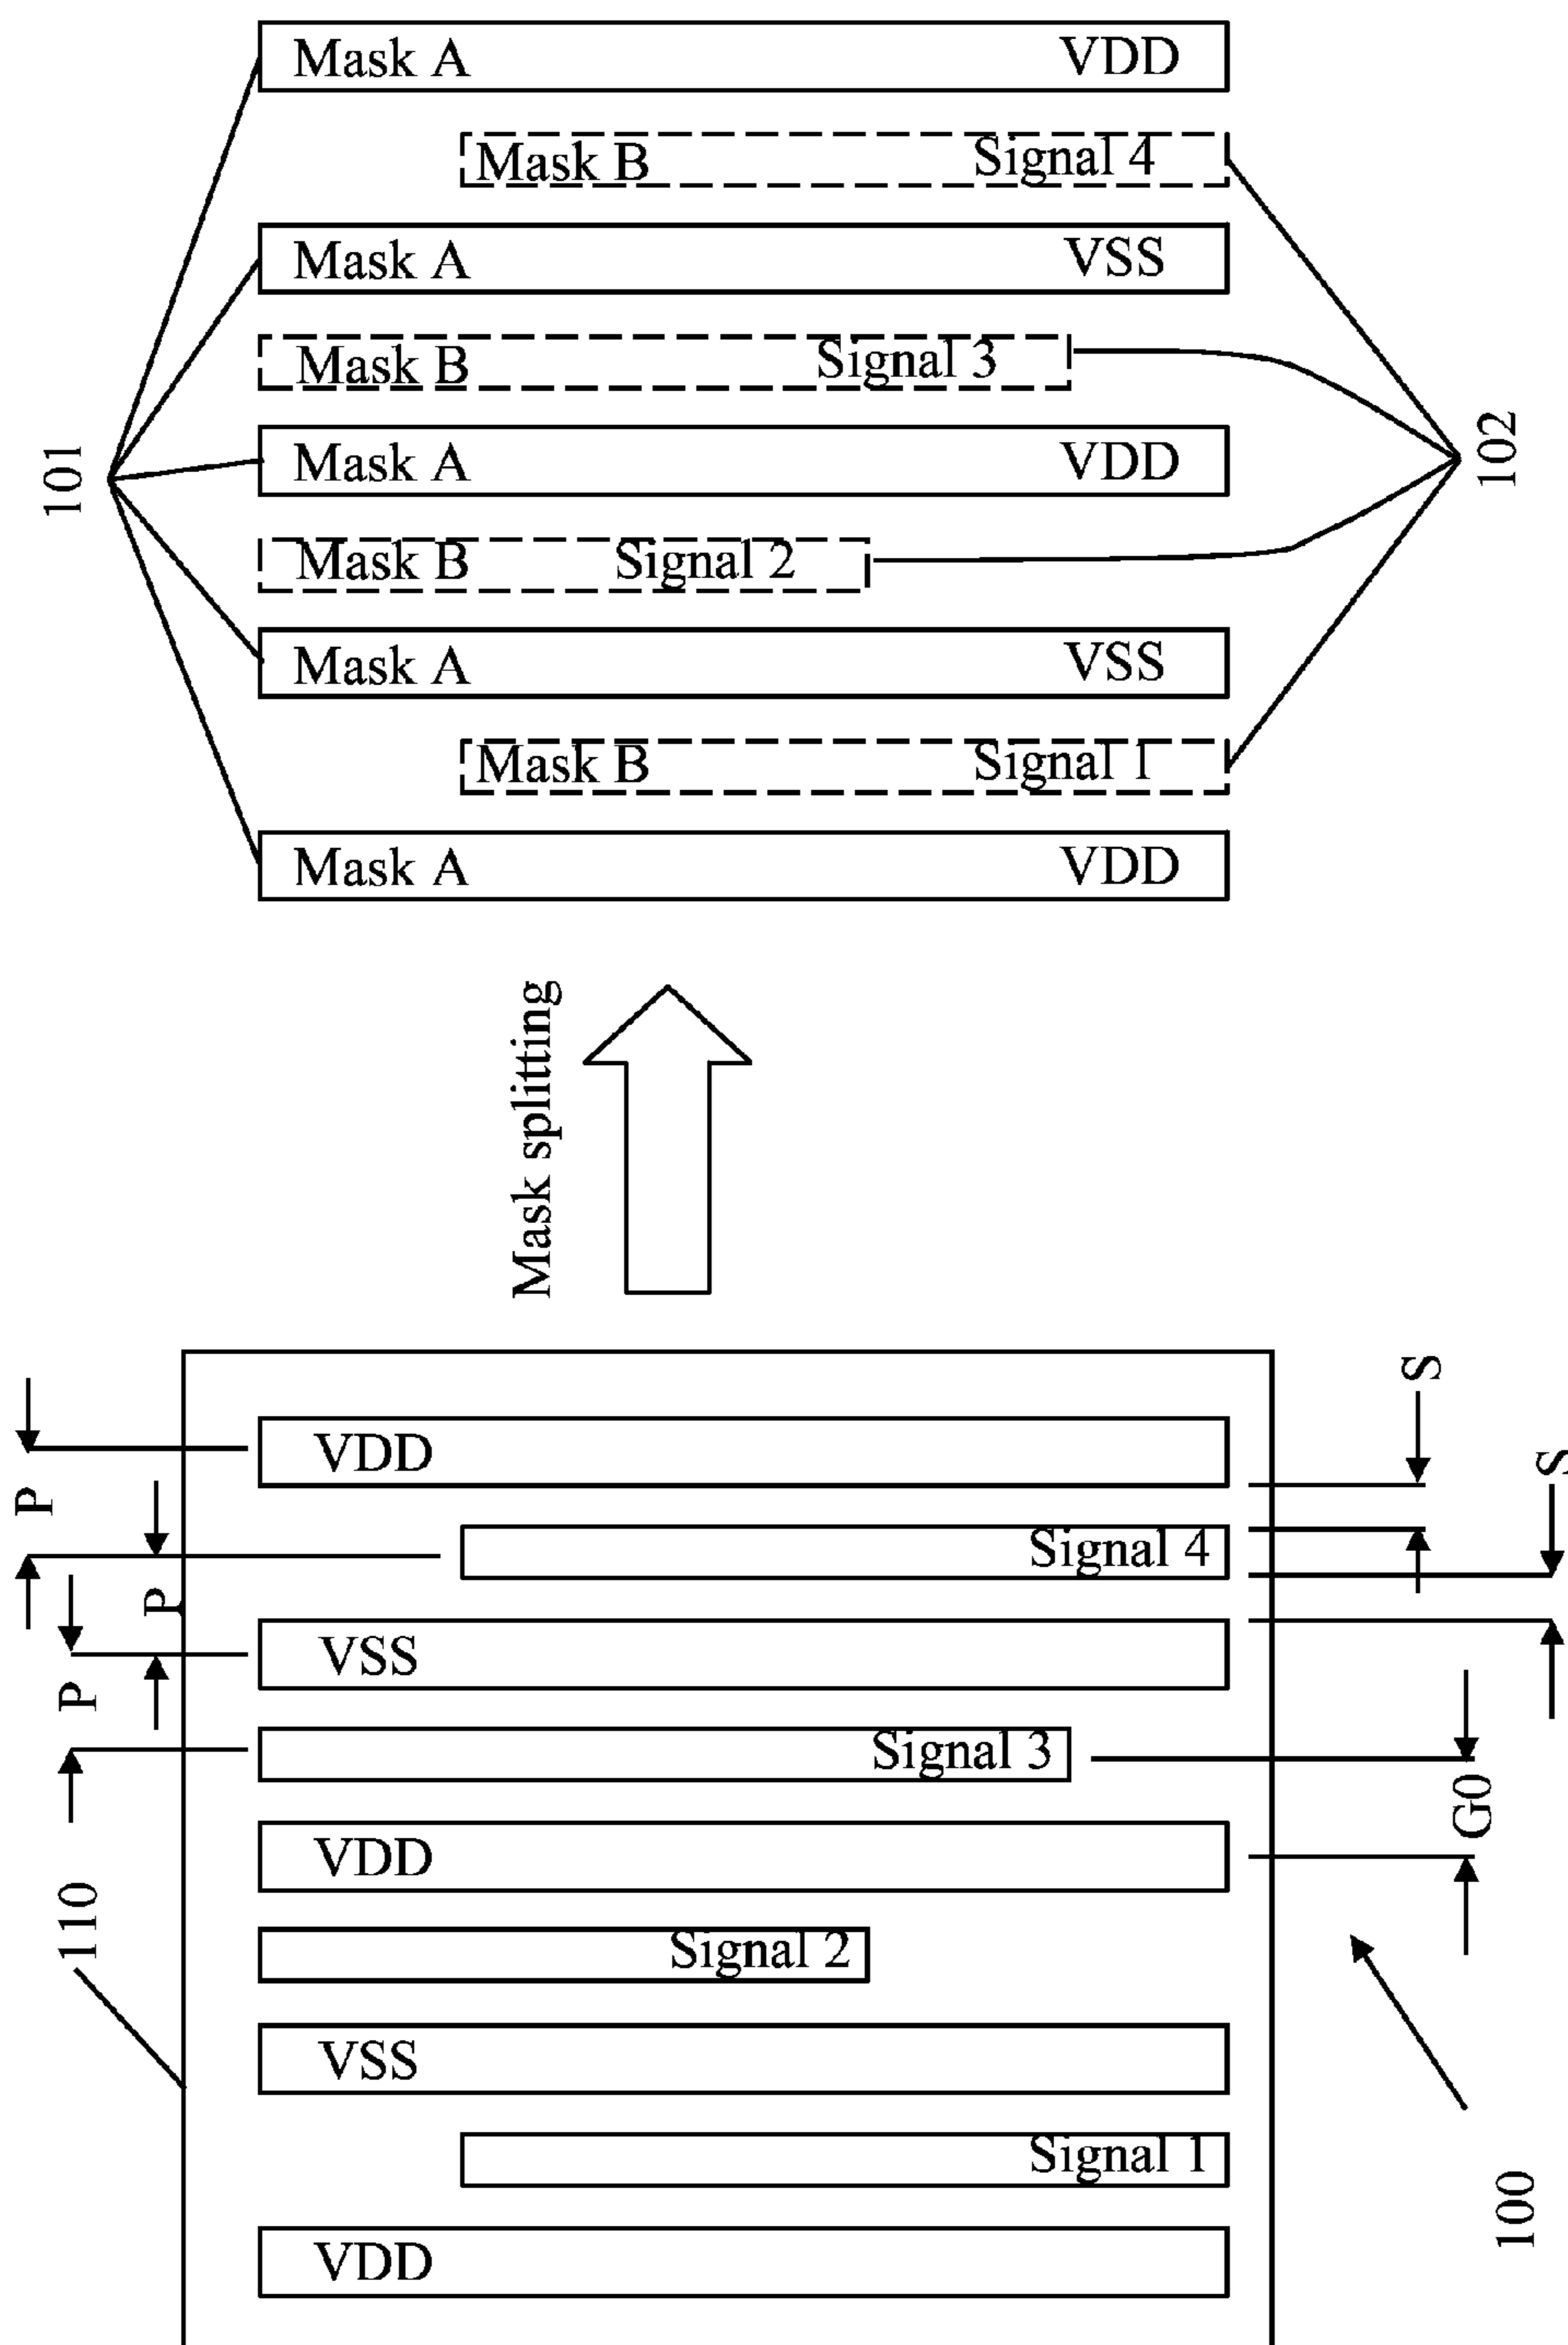 Mask A VDD
Mask B Signal 4
Mask A VSS
Mask B Signal 3
Mask A VDD
Mask B Signal 2
Mask A VSS
Mask B Signal 1
Mask A VDD
101
102
Mask splitting
VDD
Signal 4
VSS
Signal 3
VDD
Signal 2
VSS
Signal 1
VDD
P
P
P
S
S
G0
110
100